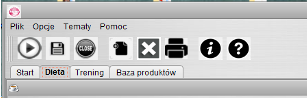 Plik Opcje Tematy Pomoc
CLOSE
Start Dieta Trening Baza produktów